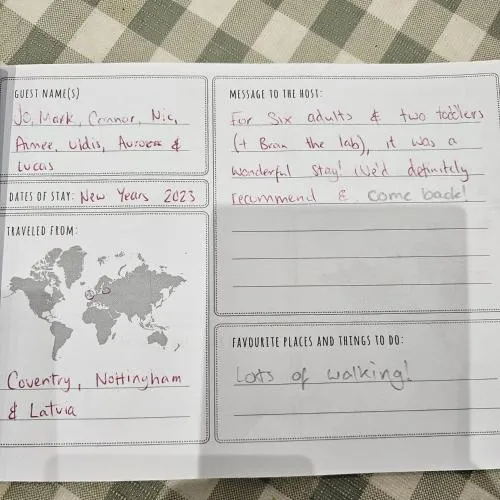 GUEST NAME(S)
Jo, Mark, Connor, Nic,
Aimee, Uldis, &
Lucas
DATES OF STAY: New Years 2023
TRAVELED FROM:
Coventry, Nottingham
& Latvia
MESSAGE TO THE HOST:
For Six adults & two toddlers
(+ Bran the lab), it was a
wonderful stay! We'd definitely
recommend & come back!
FAVOURITE PLACES AND THINGS TO DO:
Lots of walking!